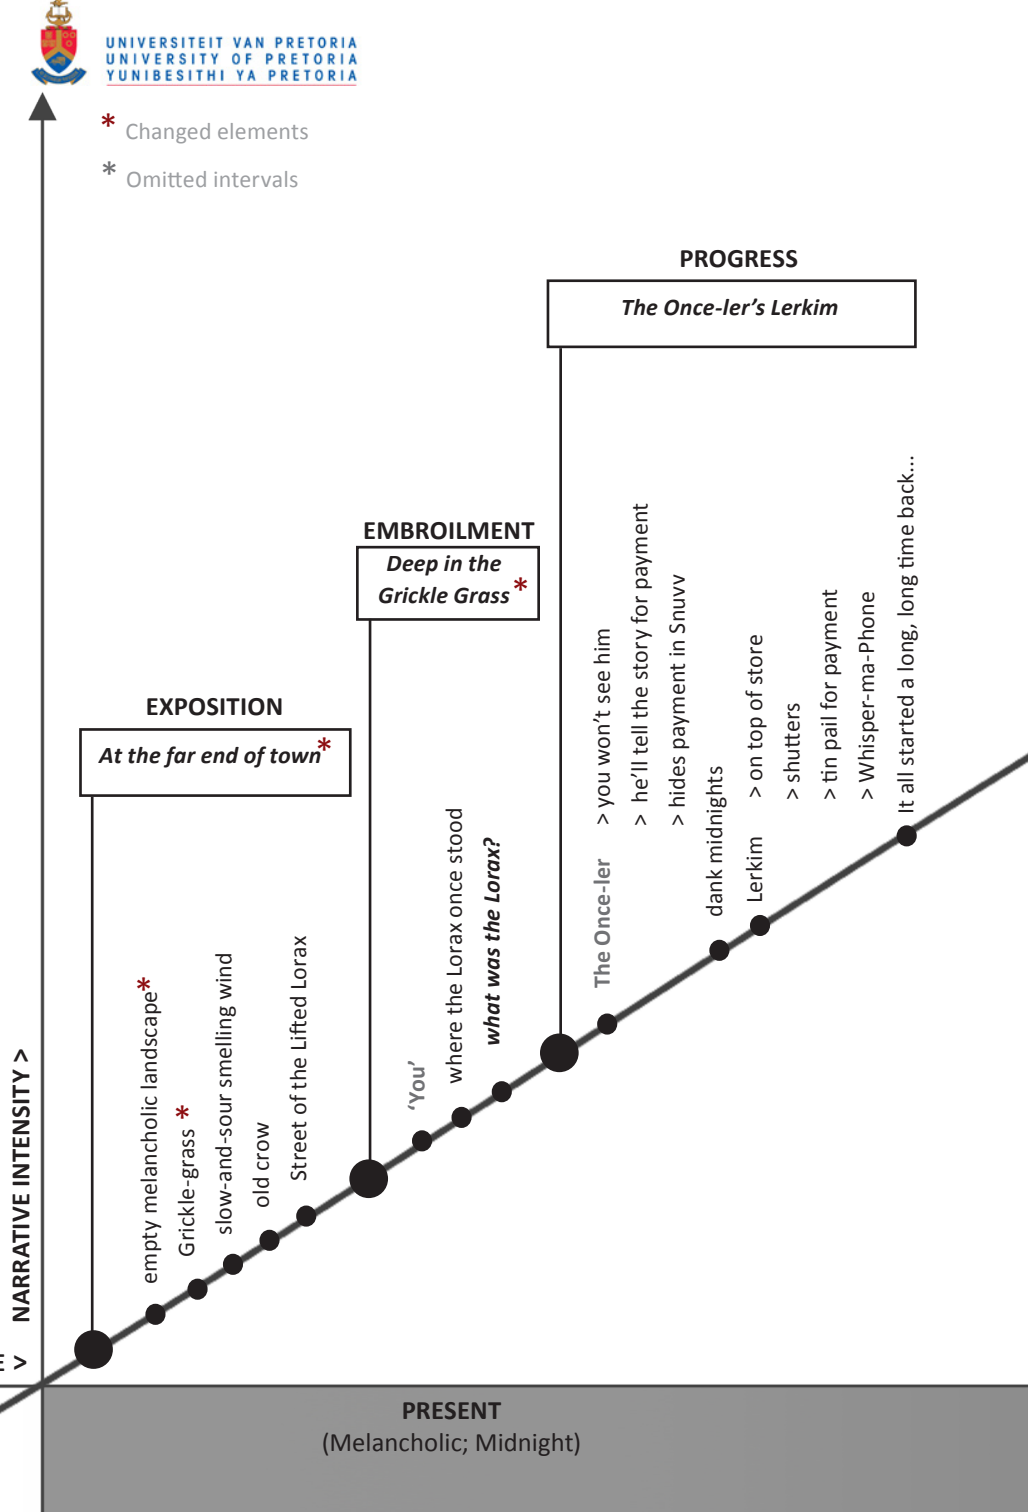 UNIVERSITEIT VAN PRETORIA
UNIVERSITY OF PRETORIA
YUNIBESITHI YA PRETORIA
* Changed elements
* Omitted intervals
PROGRESS
The Once-ler's Lerkim
EMBROILMENT
Deep in the
Grickle Grass*
EXPOSITION
At the far end of town*
empty melancholic landscape*
Grickle-grass *
slow-and-sour smelling wind
old crow
Street of the Lifted Lorax
‘You’
where the Lorax once stood
what was the Lorax?
The Once-ler > you won't see him
> he'll tell the story for payment
> hides payment in Snuvv
dank midnights
Lerkim > on top of store
> shutters
> tin pail for payment
> Whisper-ma-Phone
It all started a long, long time back...
NARRATIVE INTENSITY >
E >
PRESENT
(Melancholic; Midnight)